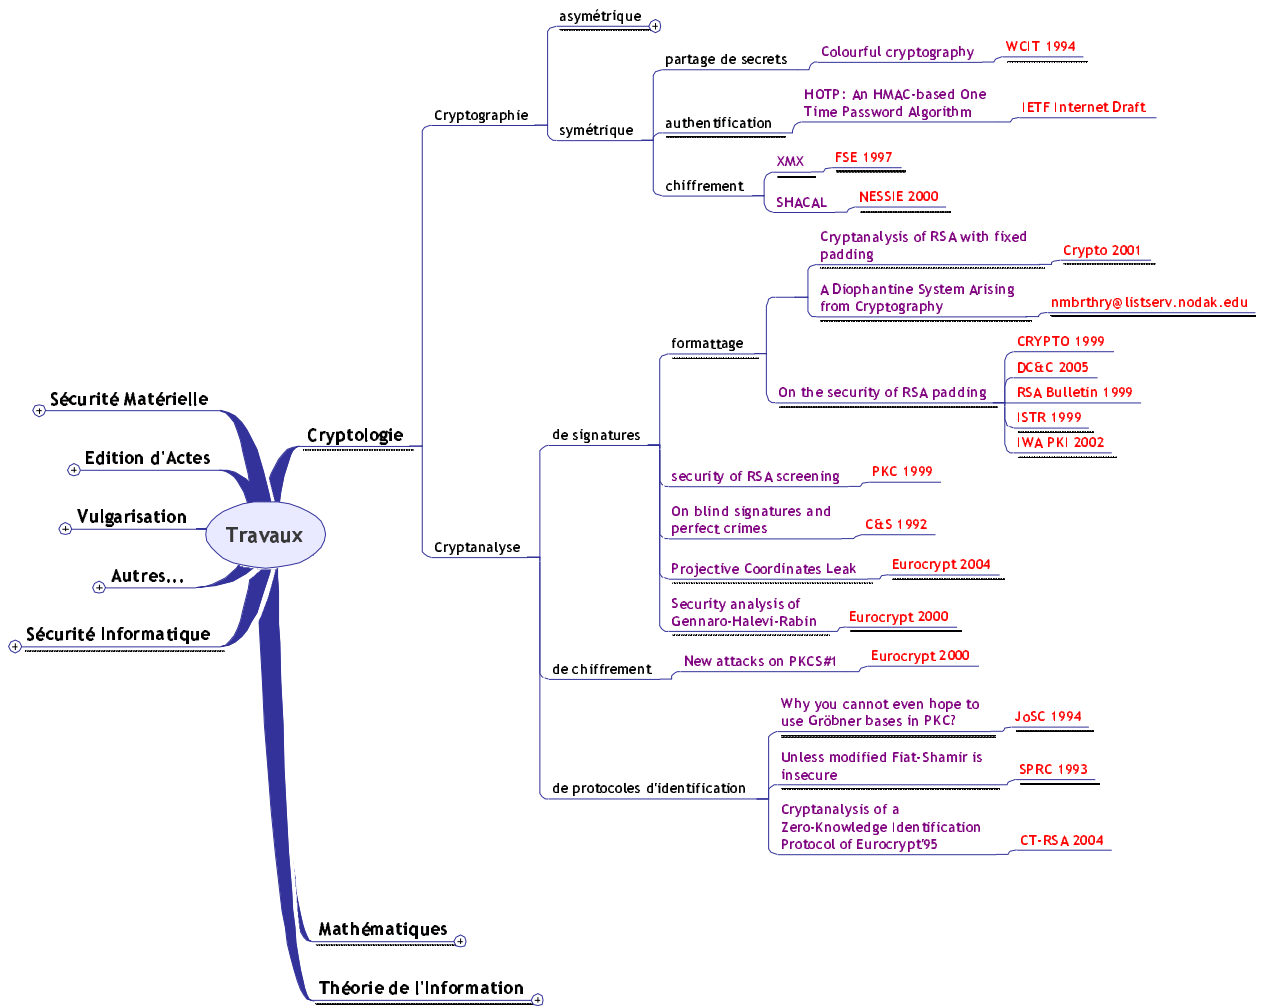 asymétrique
partage de secrets
Colourful cryptography
WCIT 1994
Cryptographie
symétrique
authentification
HOTP: An HMAC-based One
Time Password Algorithm
IETF Internet Draft
chiffrement
XMX
FSE 1997
SHACAL
NESSIE 2000
Cryptanalysis of RSA with fixed
padding
Crypto 2001
A Diophantine System Arising
from Cryptography
nmbrthry@listserv.nodak.edu
formattage
On the security of RSA padding
CRYPTO 1999
DC&C 2005
RSA Bulletin 1999
ISTR 1999
IWA PKI 2002
Sécurité Matérielle
Edition d'Actes
Vulgarisation
Autres...
Sécurité Informatique
Travaux
Cryptologie
de signatures
security of RSA screening
PKC 1999
On blind signatures and
perfect crimes
C&S 1992
Cryptanalyse
Projective Coordinates Leak
Eurocrypt 2004
Security analysis of
Gennaro-Halevi-Rabin
Eurocrypt 2000
de chiffrement
New attacks on PKCS#1
Eurocrypt 2000
de protocoles d'identification
Why you cannot even hope to
use Gröbner bases in PKC?
JoSC 1994
Unless modified Fiat-Shamir is
insecure
SPRC 1993
Cryptanalysis of a
Zero-Knowledge Identification
Protocol of Eurocrypt'95
CT-RSA 2004
Mathématiques
Théorie de l'Information